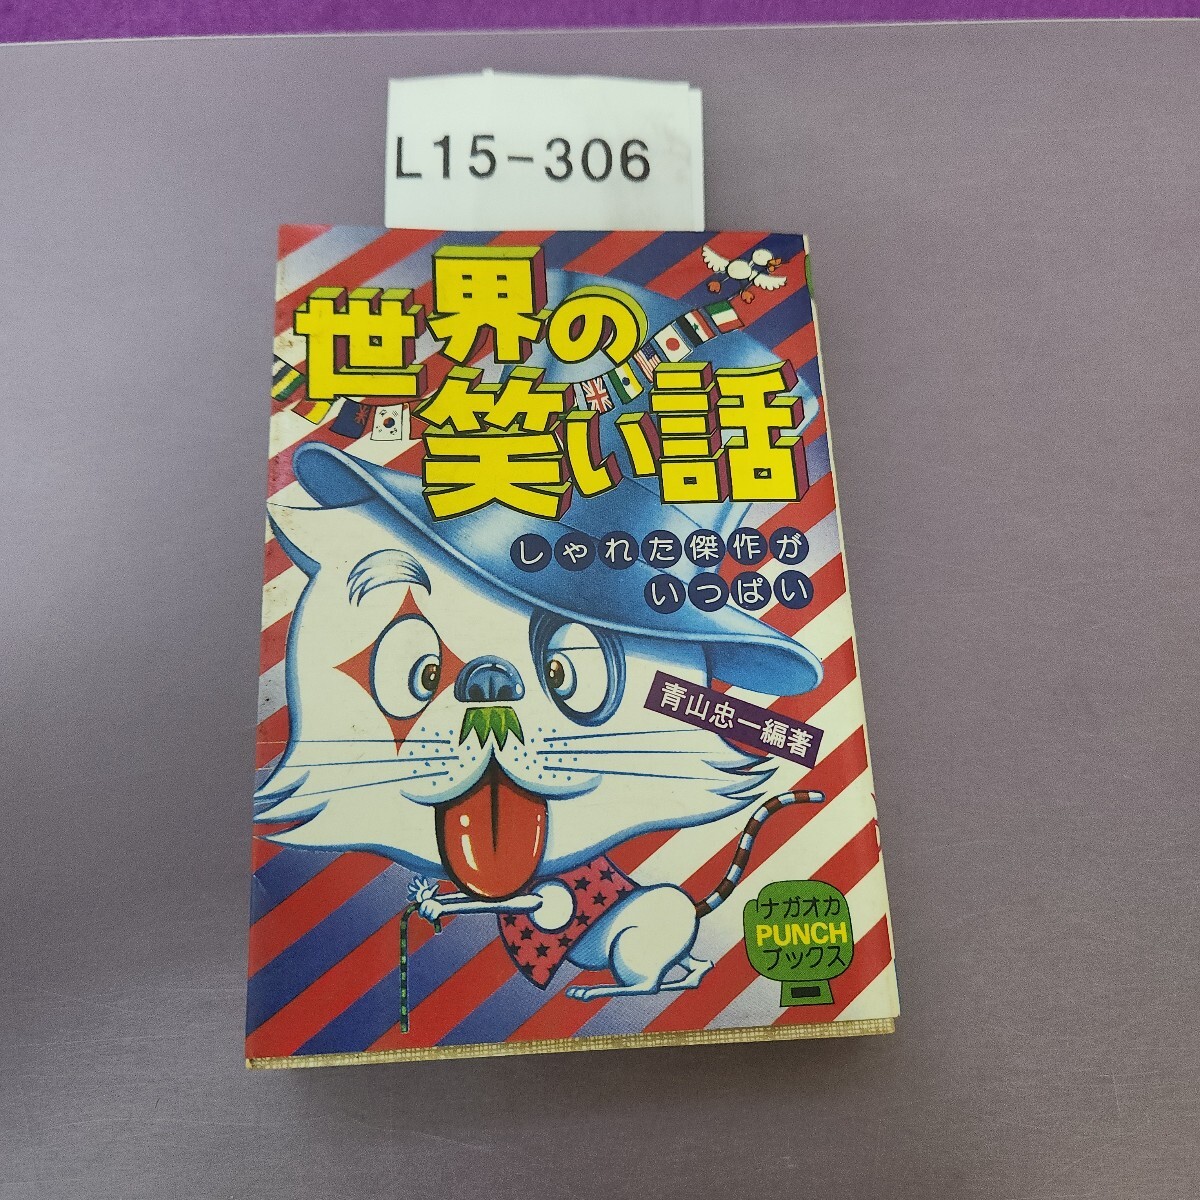 L15-306
世界の
笑い話
しゃれた傑作が
いっぱい
青山忠一編著
ナガオカ
PUNCH
ブックス